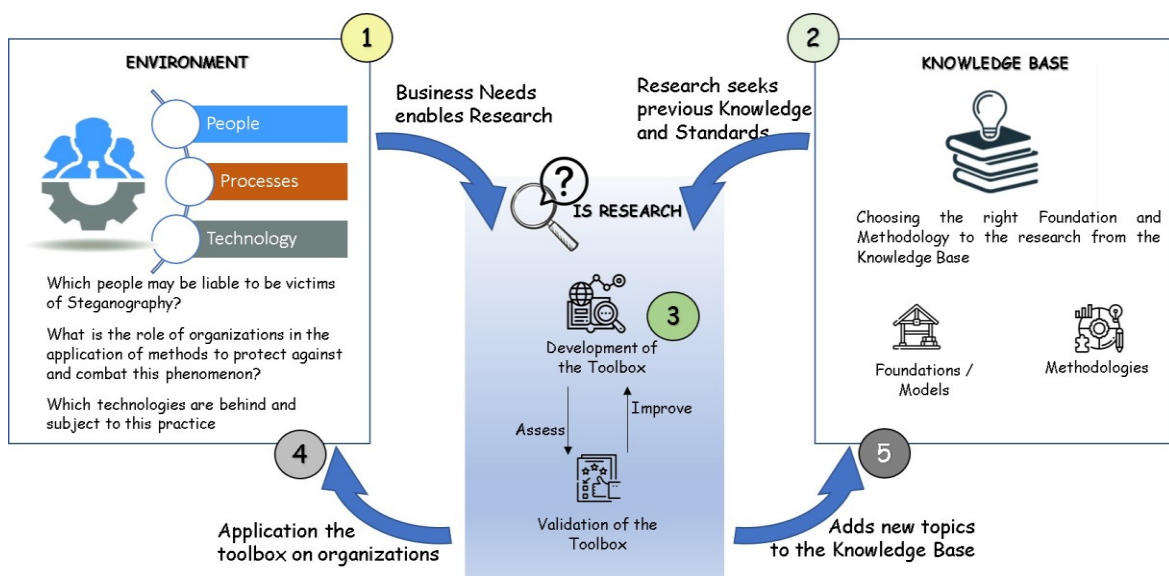 1
ENVIRONMENT
People
Processes
Technology
Which people may be liable to be victims
of Steganography?
What is the role of organizations in the
application of methods to protect against
and combat this phenomenon?
Which technologies are behind and
subject to this practice
Business Needs
enables Research
Research seeks
previous Knowledge
and Standards
2
KNOWLEDGE BASE
Choosing the right Foundation and
Methodology to the research from the
Knowledge Base
Foundations /
Models
Methodologies
?
IS RESEARCH
3
Development of
the Toolbox
Assess
Improve
Validation of the
Toolbox
4
Application the
toolbox on organizations
5
Adds new topics
to the Knowledge Base